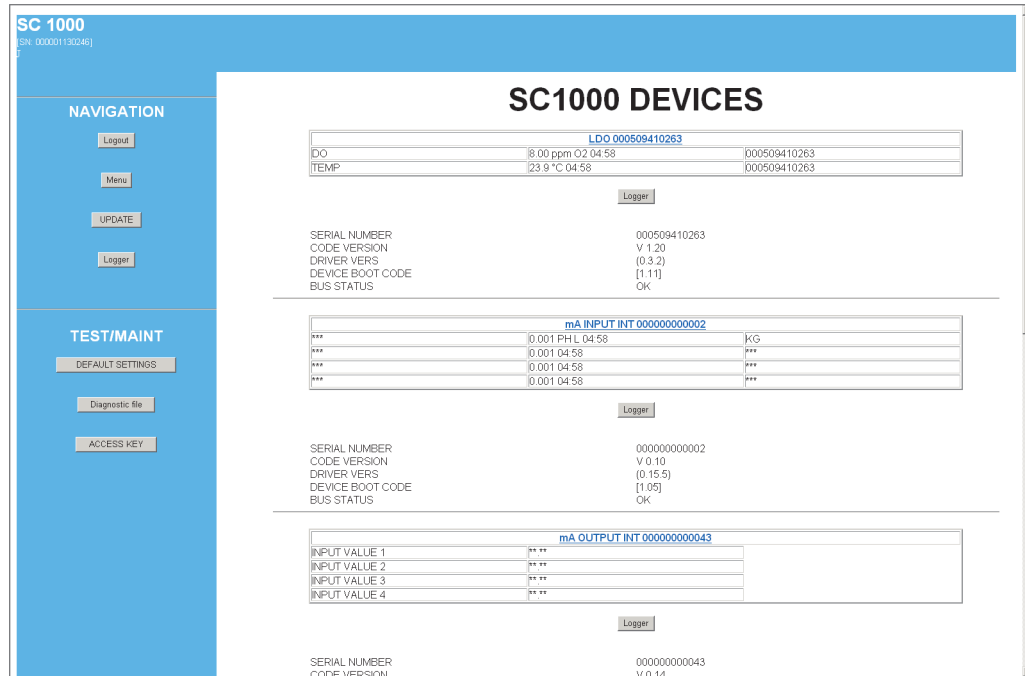 SC 1000
[SN: 000001130246]
NAVIGATION
Logout
Menu
UPDATE
Logger
TEST/MAINT
DEFAULT SETTINGS
Diagnostic file
ACCESS KEY
SC1000 DEVICES
LDO 000509410263
DO 8.00 ppm O2 04:58 000509410263
TEMP 23.9 °C 04:58 000509410263
Logger
SERIAL NUMBER 000509410263
CODE VERSION V 1.20
DRIVER VERS (0.3.2)
DEVICE BOOT CODE [1.11]
BUS STATUS OK
mA INPUT INT 000000000002
*** 0.001 PH L 04:58 KG
*** 0.001 04:58 ***
*** 0.001 04:58 ***
*** 0.001 04:58 ***
Logger
SERIAL NUMBER 000000000002
CODE VERSION V 0.10
DRIVER VERS (0.15.5)
DEVICE BOOT CODE [1.05]
BUS STATUS OK
mA OUTPUT INT 000000000043
INPUT VALUE 1 **.**
INPUT VALUE 2 **.**
INPUT VALUE 3 **.**
INPUT VALUE 4 **.**
Logger
SERIAL NUMBER 000000000043
CODE VERSION V 0.14